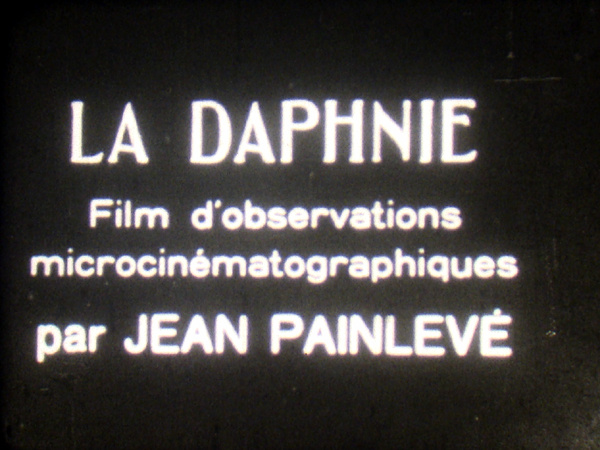 LA DAPHNIE
Film d'observations
microcinématographiques
par JEAN PAINLEVÉ